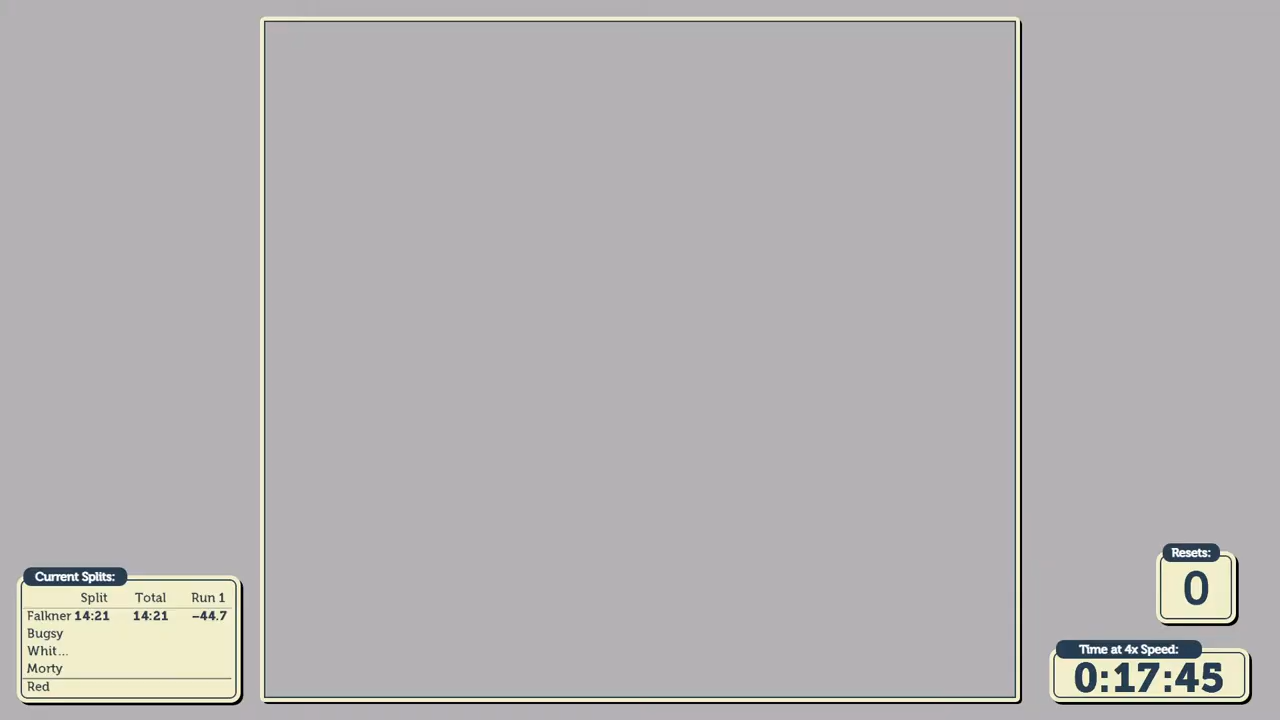 Current Splits:
Split Total Run 1
Falkner 14:21 14:21 −44.7
Bugsy
Whit...
Morty
Red
Resets:
0
Time at 4x Speed:
0:17:45